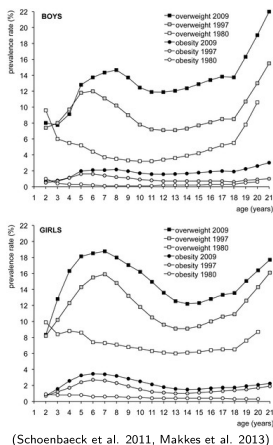 BOYS
overweight 2009
overweight 1997
overweight 1980
obesity 2009
obesity 1997
obesity 1980
prevalence rate (%)
22
20
18
16
14
12
10
8
6
4
2
0
1 2 3 4 5 6 7 8 9 10 11 12 13 14 15 16 17 18 19 20 21
age (years)
GIRLS
overweight 2009
overweight 1997
overweight 1980
obesity 2009
obesity 1997
obesity 1980
prevalence rate (%)
22
20
18
16
14
12
10
8
6
4
2
0
1 2 3 4 5 6 7 8 9 10 11 12 13 14 15 16 17 18 19 20 21
age (years)
(Schoenbaeck et al. 2011, Makkes et al. 2013)